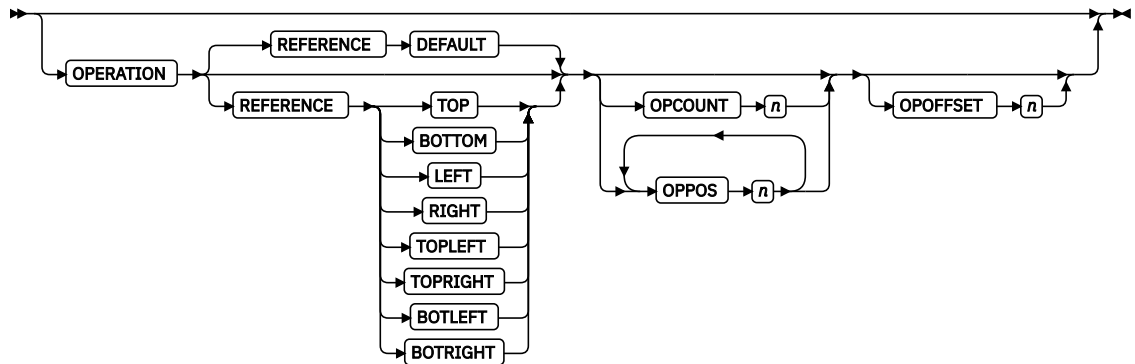 REFERENCE DEFAULT
OPERATION
REFERENCE TOP OPCOUNT n OPOFFSET n
BOTTOM
LEFT OPPOS n
RIGHT
TOPLEFT
TOPRIGHT
BOTLEFT
BOTRIGHT